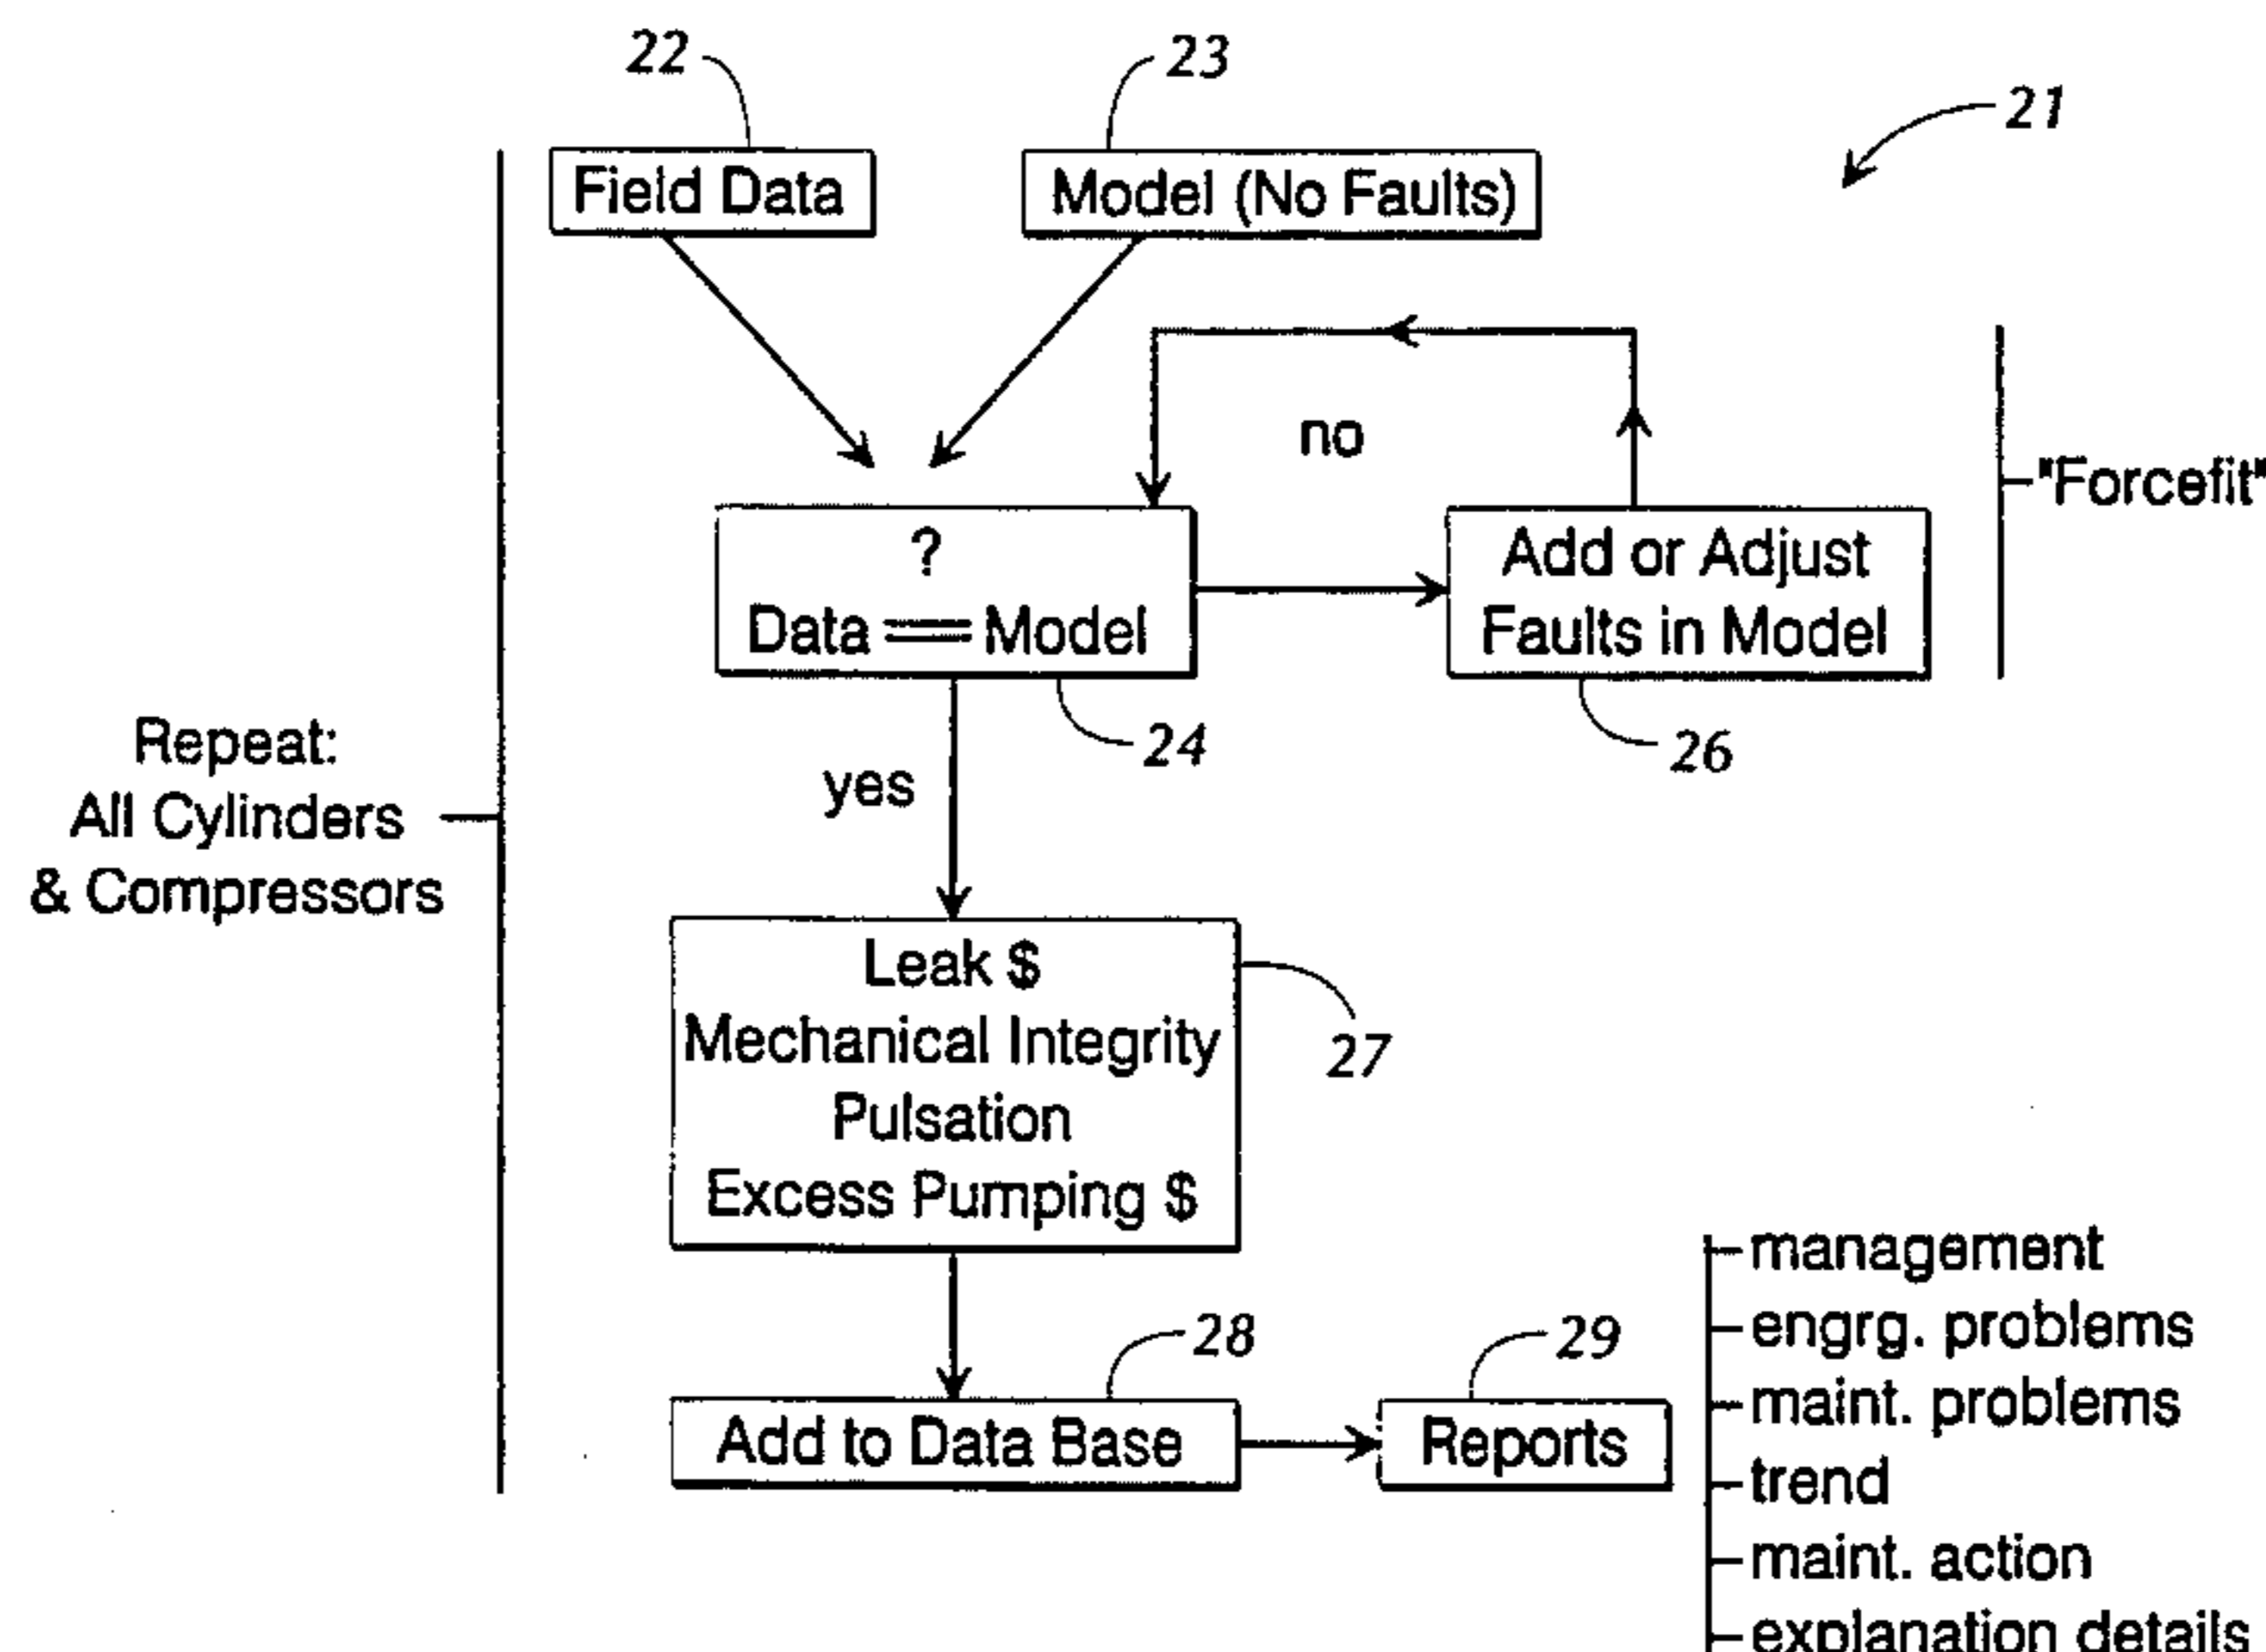 22
23
21
Field Data
Model (No Faults)
no
"Forcefit"
?
Data == Model
Add or Adjust
Faults in Model
24
26
Repeat:
All Cylinders
& Compressors
yes
Leak $
Mechanical Integrity
Pulsation
Excess Pumping $
27
28
29
Add to Data Base
Reports
management
engrg. problems
maint. problems
trend
maint. action
explanation details